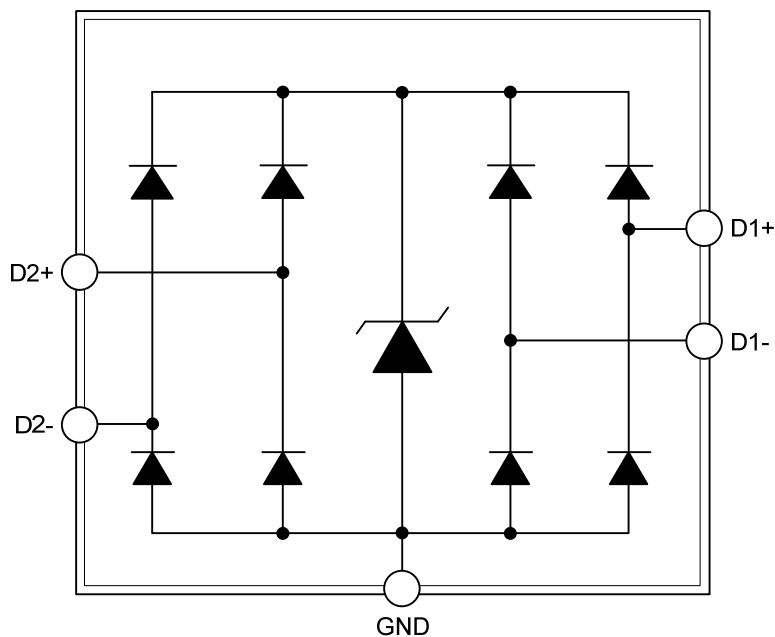 D1+
D2+
D1-
D2-
GND